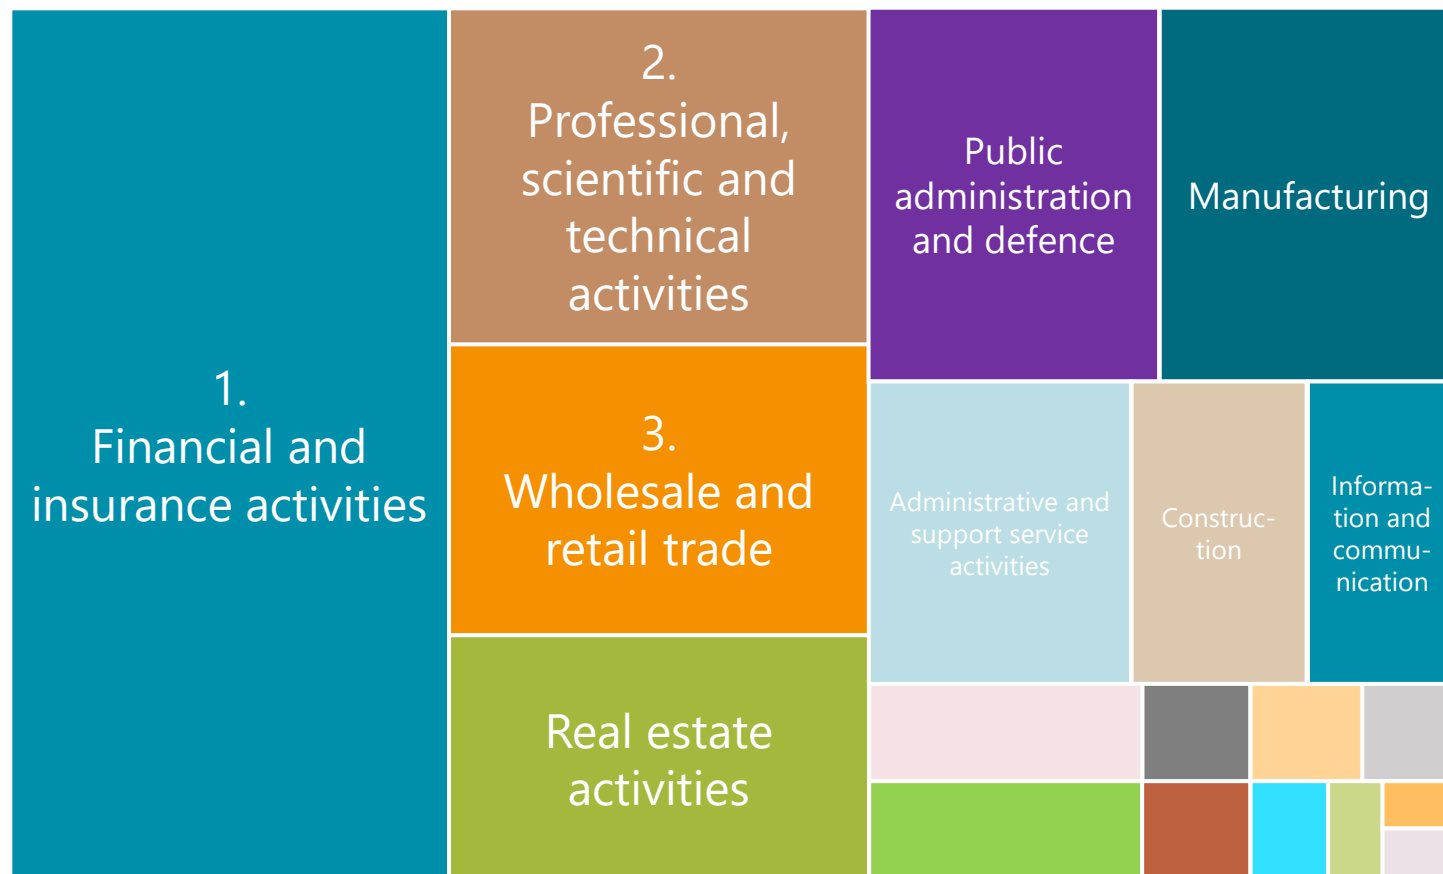 1.
Financial and
insurance activities
2.
Professional,
scientific and
technical
activities
3.
Wholesale and
retail trade
Real estate
activities
Public
administration
and defence
Manufacturing
Administrative and
support service
activities
Construc-
tion
Informa-
tion and
commu-
nication